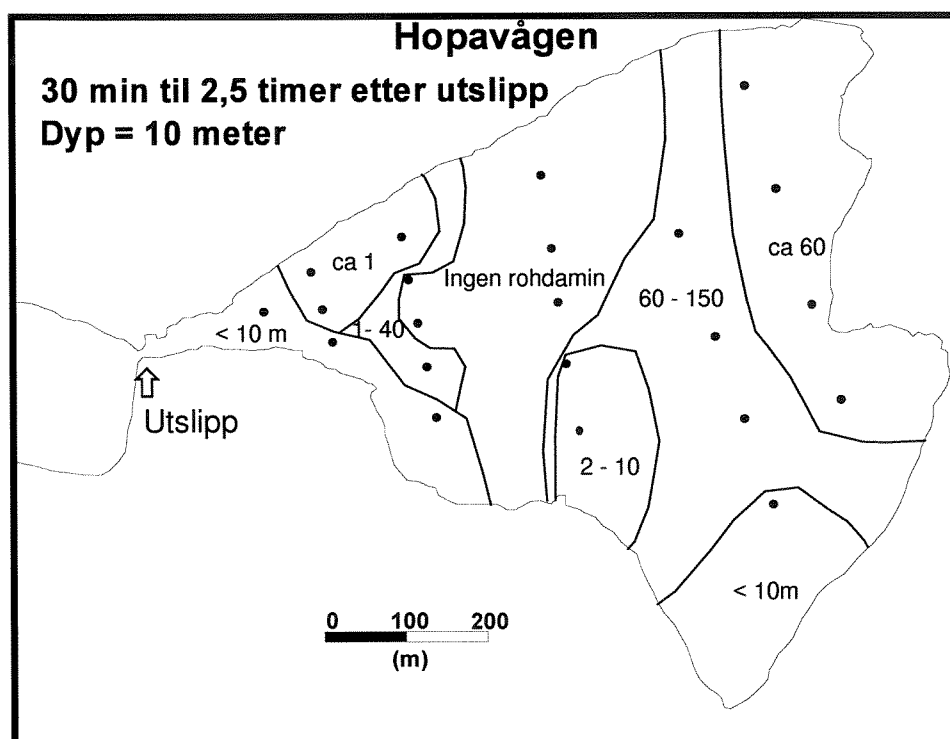 Hopavågen
30 min til 2,5 timer etter utslipp
Dyp = 10 meter
ca 1
Ingen rohdamin
ca 60
60 - 150
1- 40
< 10 m
Utslipp
2 - 10
< 10m
0 100 200
(m)